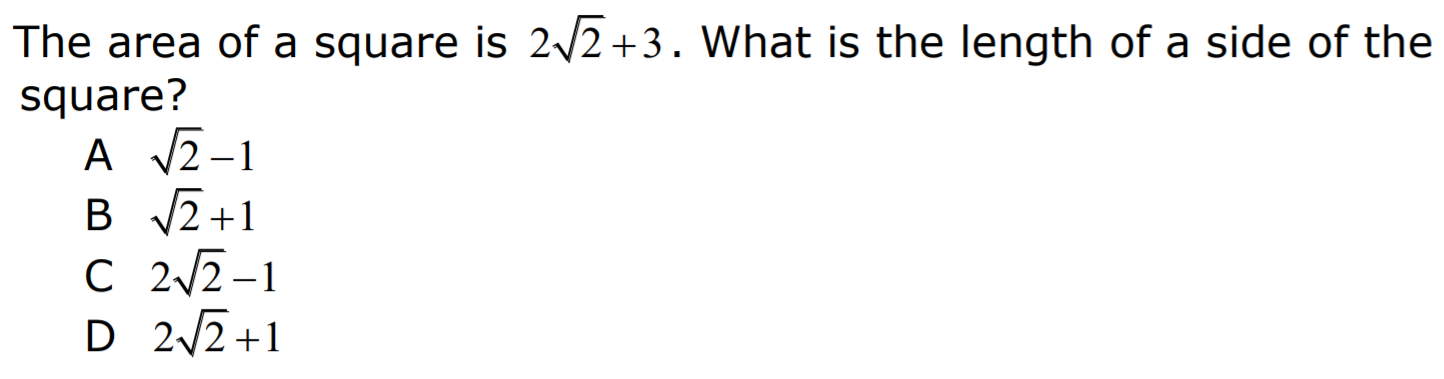 The area of a square is 2√2+3. What is the length of a side of the
square?
A √2−1
B √2+1
C 2√2−1
D 2√2+1